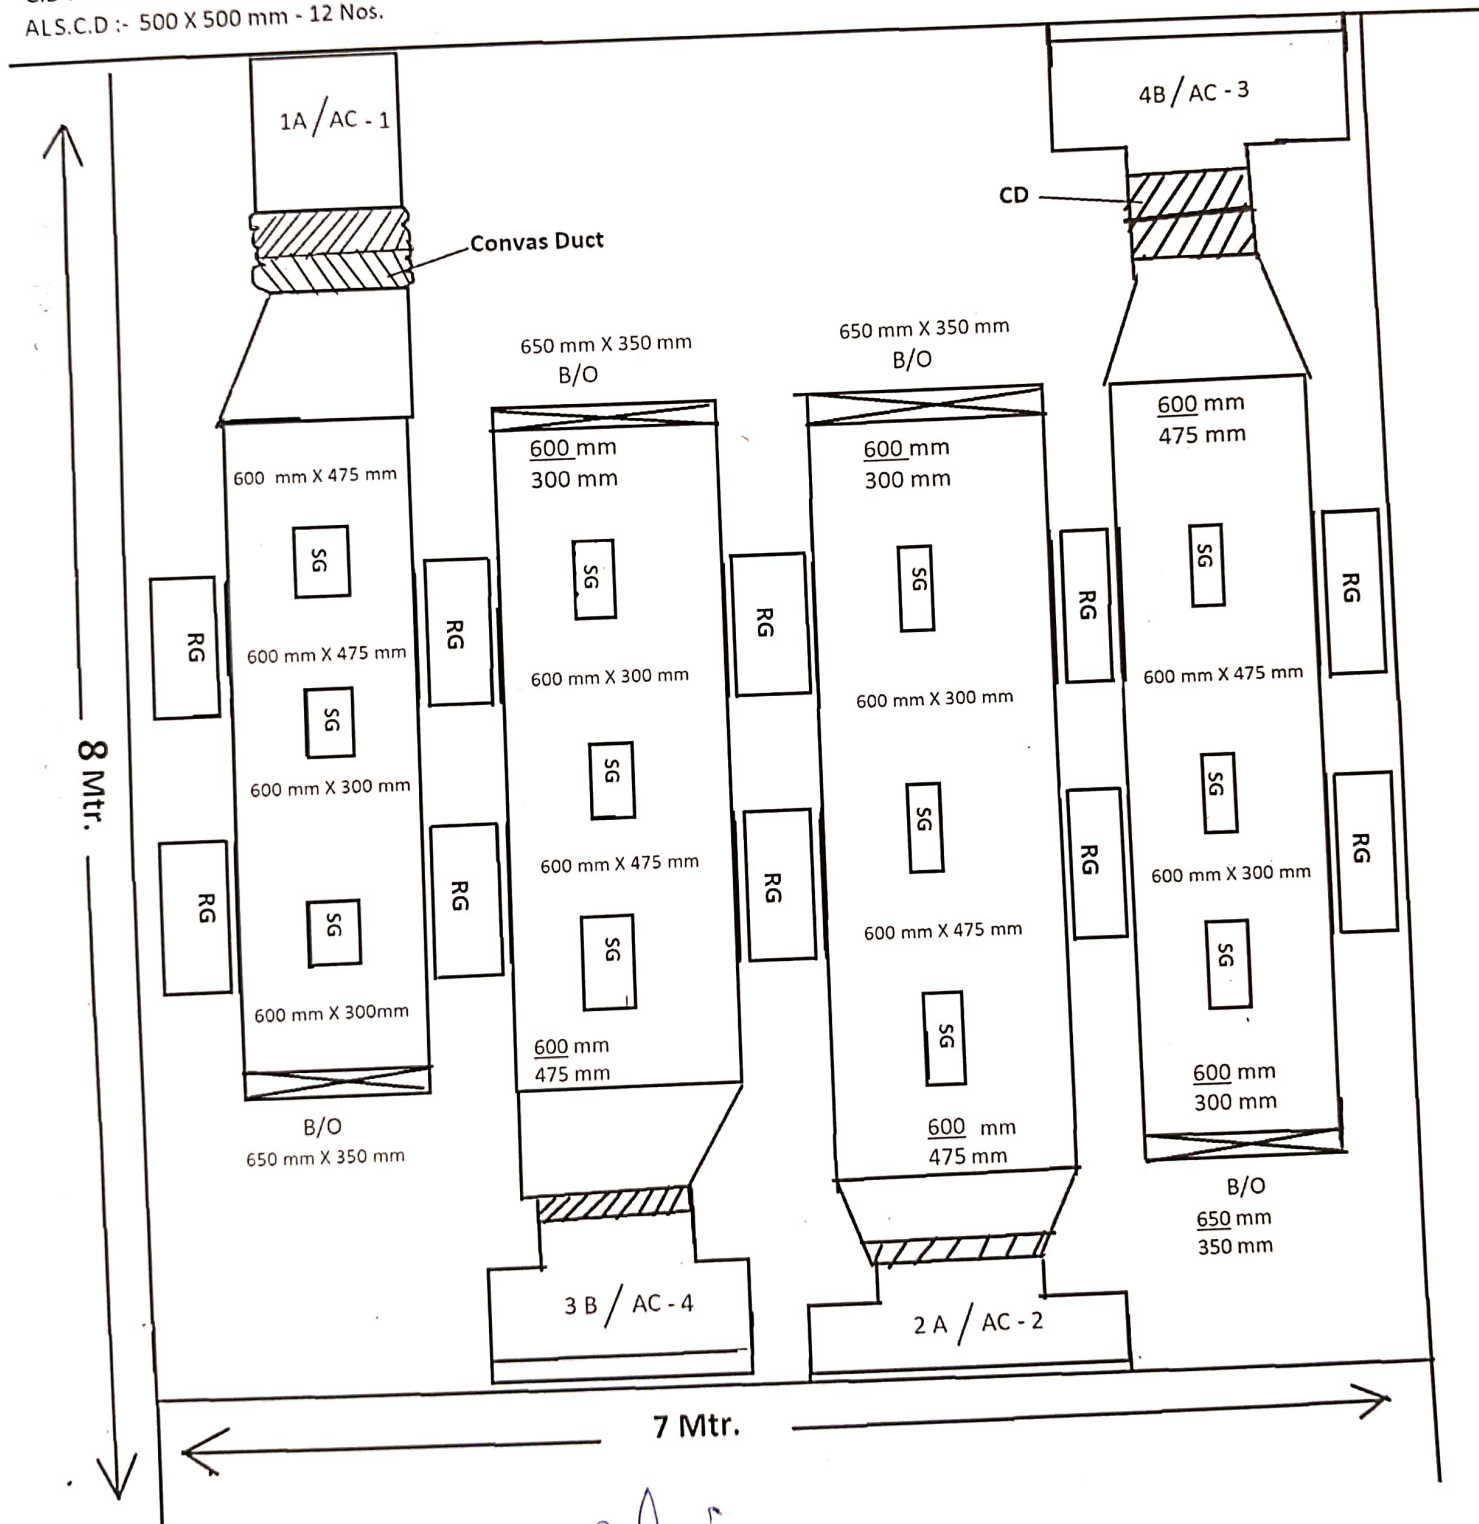 ALS.C.D :- 500 X 500 mm - 12 Nos.
1A / AC - 1
4B / AC - 3
CD
Convas Duct
650 mm X 350 mm
B/O
650 mm X 350 mm
B/O
600 mm
475 mm
600 mm X 475 mm
600 mm
300 mm
600 mm
300 mm
SG
SG
SG
SG
RG
RG
RG
RG
RG
600 mm X 475 mm
600 mm X 300 mm
600 mm X 300 mm
600 mm X 475 mm
SG
SG
SG
SG
8 Mtr.
600 mm X 300 mm
600 mm X 475 mm
600 mm X 475 mm
600 mm X 300 mm
RG
RG
RG
RG
RG
SG
SG
SG
SG
600 mm X 300mm
600 mm
475 mm
600 mm
475 mm
600 mm
300 mm
B/O
650 mm X 350 mm
B/O
650 mm
350 mm
3 B / AC - 4
2 A / AC - 2
7 Mtr.